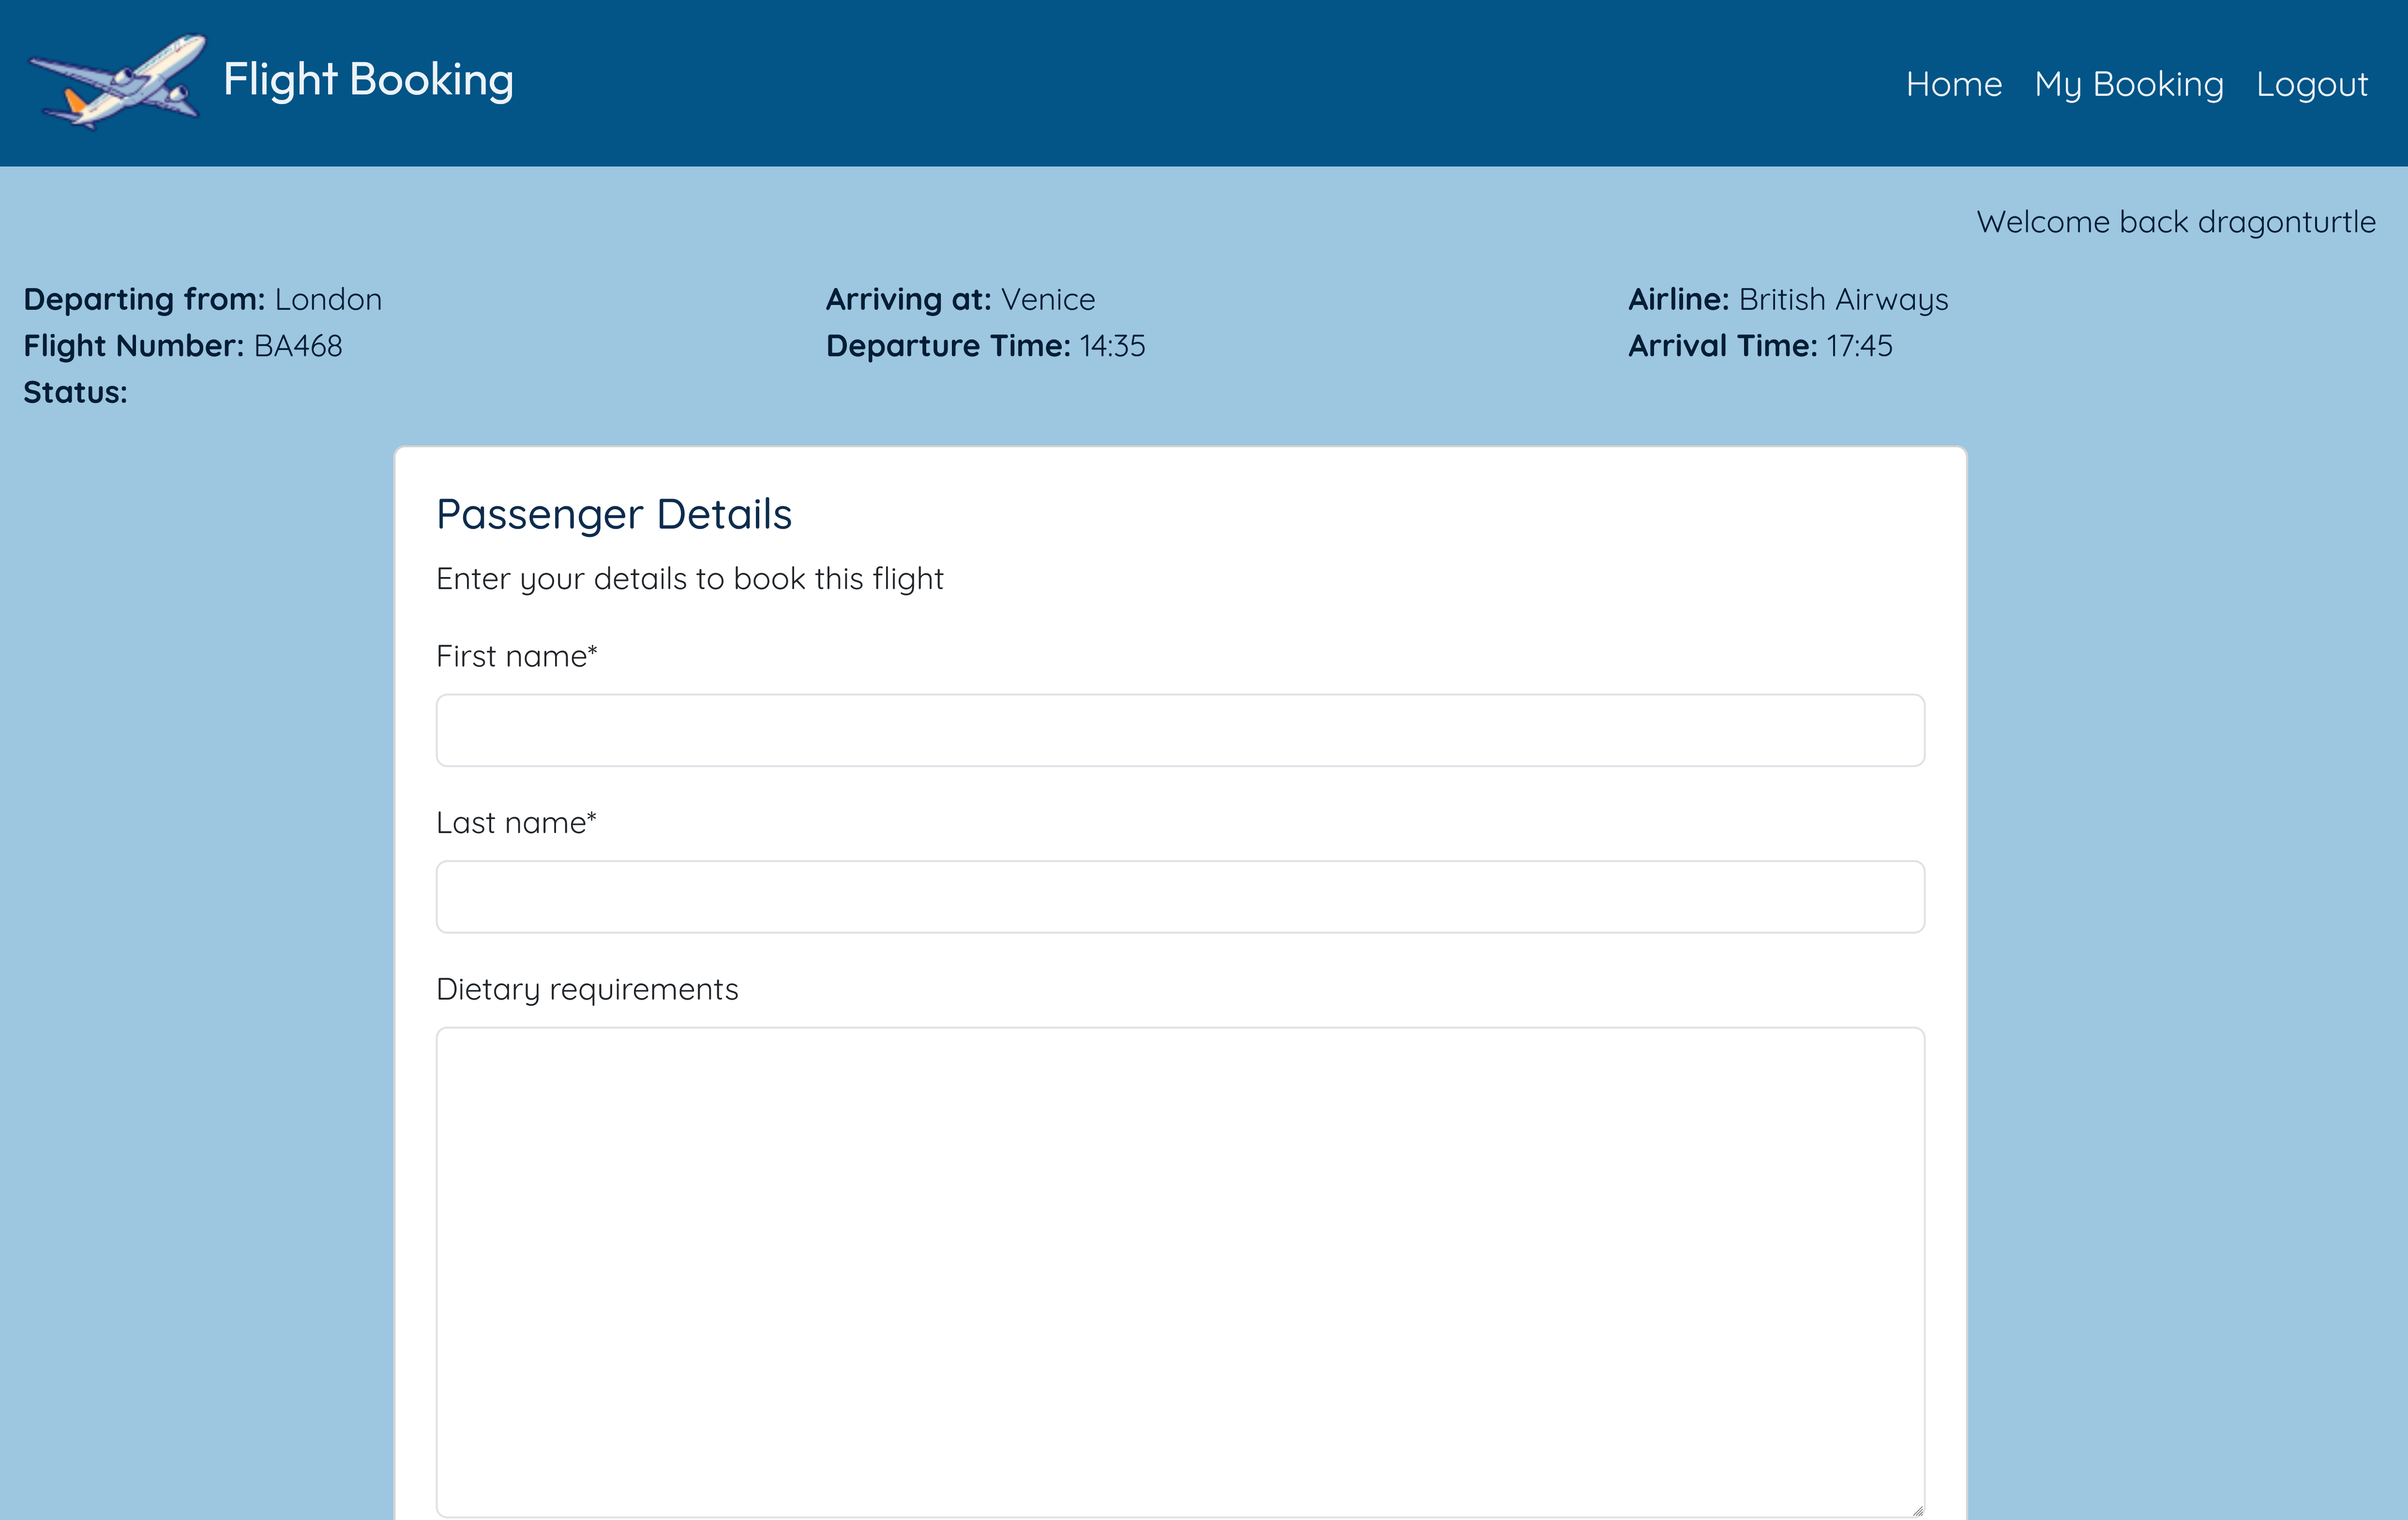 Flight Booking
Home My Booking Logout
Welcome back dragonturtle
Departing from: London Arriving at: Venice Airline: British Airways
Flight Number: BA468 Departure Time: 14:35 Arrival Time: 17:45
Status:
Passenger Details
Enter your details to book this flight
First name*
Last name*
Dietary requirements